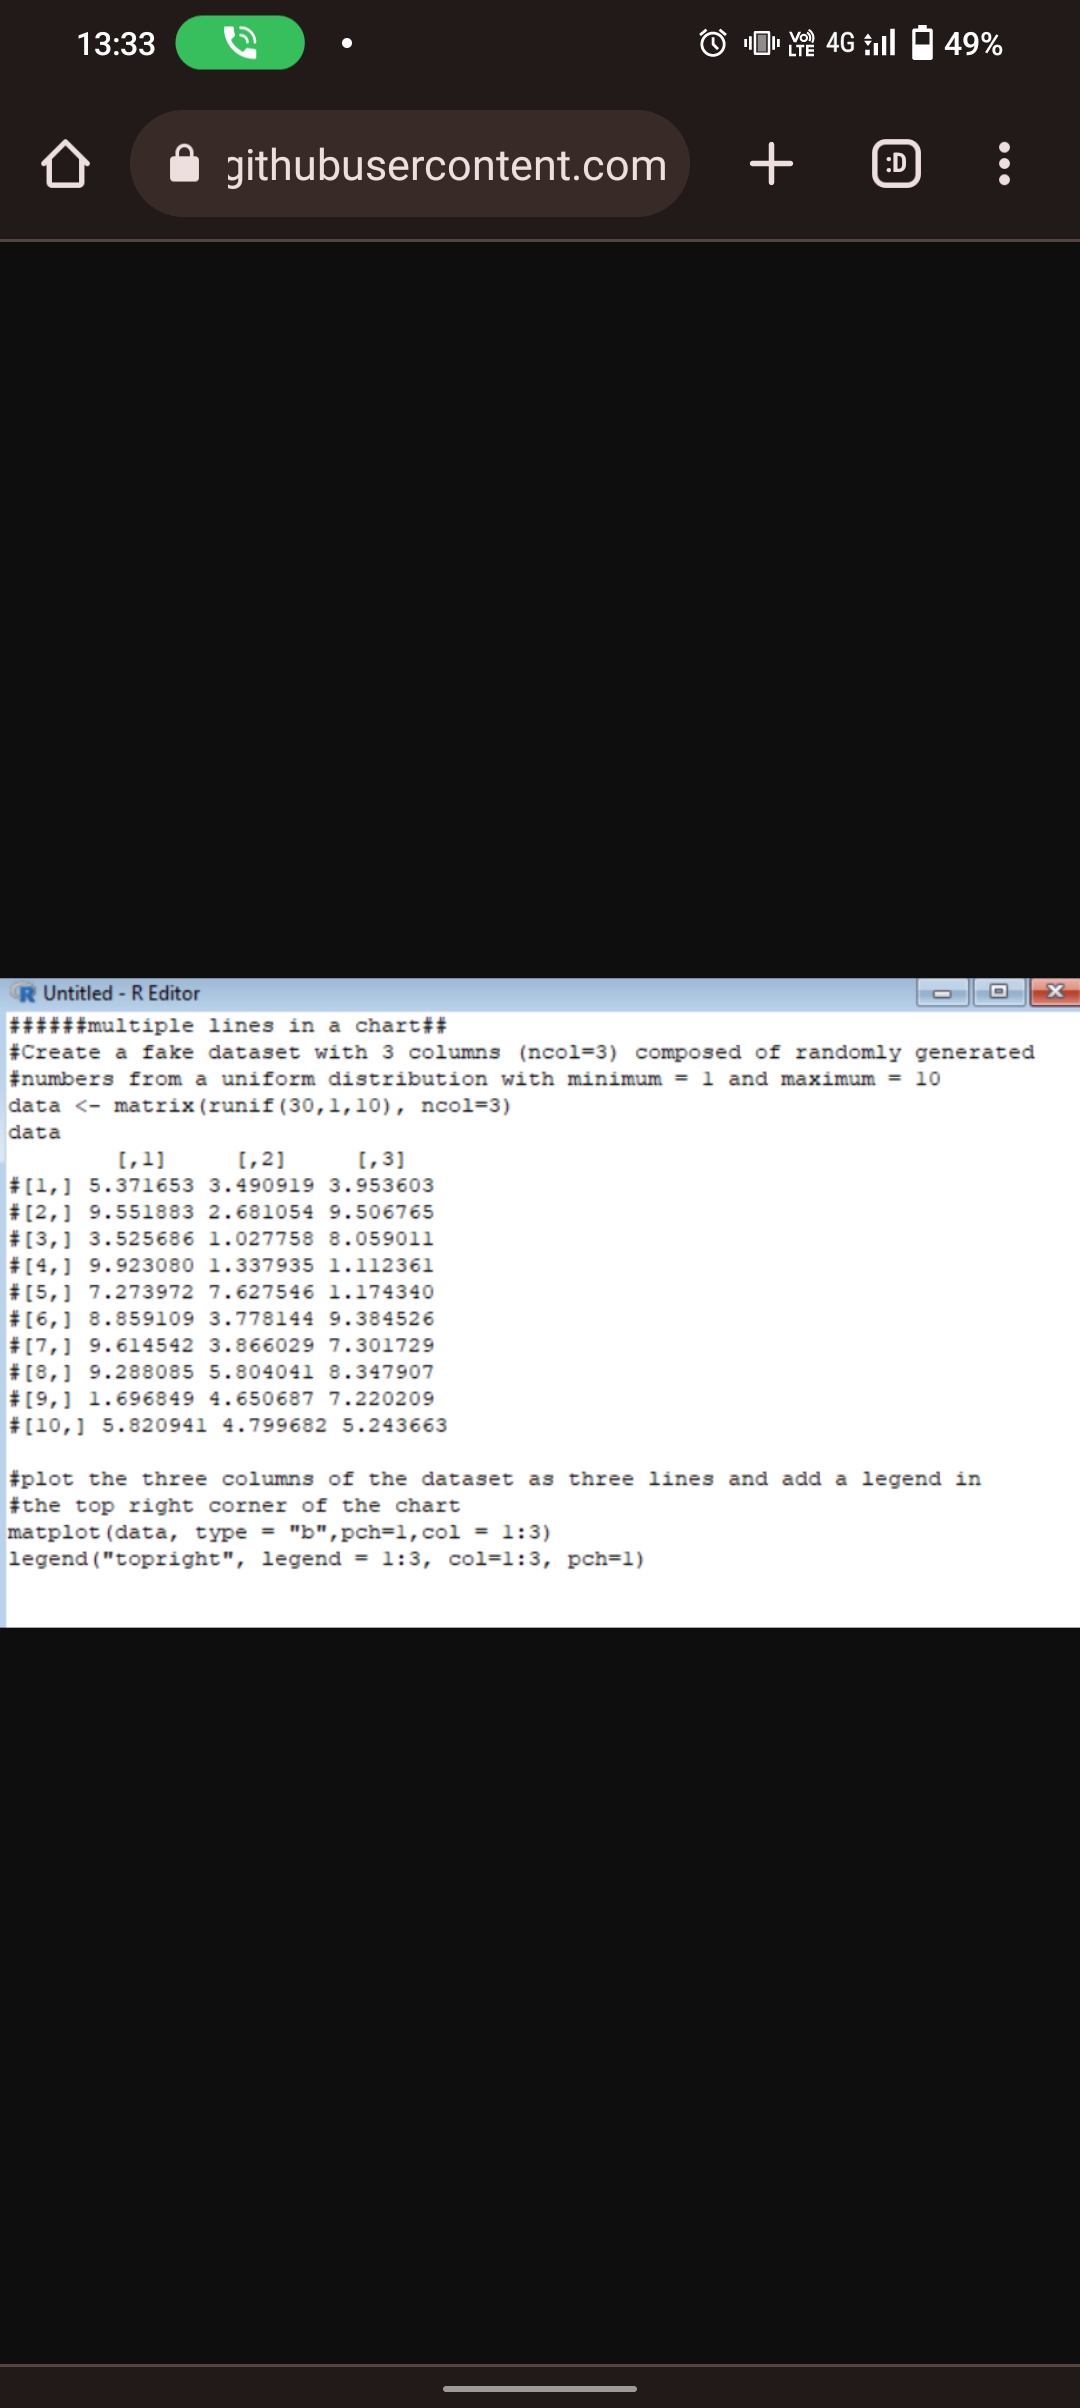 13:33
Vo)) LTE 4G 49%
githubusercontent.com
:D
Untitled - R Editor
######multiple lines in a chart##
#Create a fake dataset with 3 columns (ncol=3) composed of randomly generated
#numbers from a uniform distribution with minimum = 1 and maximum = 10
data <- matrix(runif(30,1,10), ncol=3)
data
[,1] [,2] [,3]
#[1,] 5.371653 3.490919 3.953603
#[2,] 9.551883 2.681054 9.506765
#[3,] 3.525686 1.027758 8.059011
#[4,] 9.923080 1.337935 1.112361
#[5,] 7.273972 7.627546 1.174340
#[6,] 8.859109 3.778144 9.384526
#[7,] 9.614542 3.866029 7.301729
#[8,] 9.288085 5.804041 8.347907
#[9,] 1.696849 4.650687 7.220209
#[10,] 5.820941 4.799682 5.243663
#plot the three columns of the dataset as three lines and add a legend in
#the top right corner of the chart
matplot(data, type = "b",pch=1,col = 1:3)
legend("topright", legend = 1:3, col=1:3, pch=1)